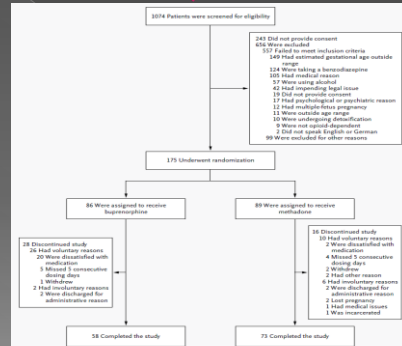 1074 Patients were screened for eligibility
243 Did not provide consent
656 Were excluded
557 Failed to meet inclusion criteria
149 Had estimated gestational age outside
range
124 Were taking a benzodiazepine
105 Had medical reason
57 Were using alcohol
42 Had impending legal issue
19 Did not provide consent
17 Had psychological or psychiatric reason
12 Had multiple-fetus pregnancy
11 Were outside age range
10 Were undergoing detoxification
9 Were not opioid-dependent
2 Did not speak English or German
99 Were excluded for other reasons
175 Underwent randomization
86 Were assigned to receive
buprenorphine
89 Were assigned to receive
methadone
28 Discontinued study
26 Had voluntary reasons
20 Were dissatisfied with
medication
5 Missed 5 consecutive
dosing days
1 Withdrew
2 Had involuntary reasons
2 Were discharged for
administrative reason
16 Discontinued study
10 Had voluntary reasons
2 Were dissatisfied with
medication
4 Missed 5 consecutive
dosing days
2 Withdrew
2 Had other reason
6 Had involuntary reasons
2 Were discharged for
administrative reason
2 Lost pregnancy
1 Had medical issues
1 Was incarcerated
58 Completed the study
73 Completed the study